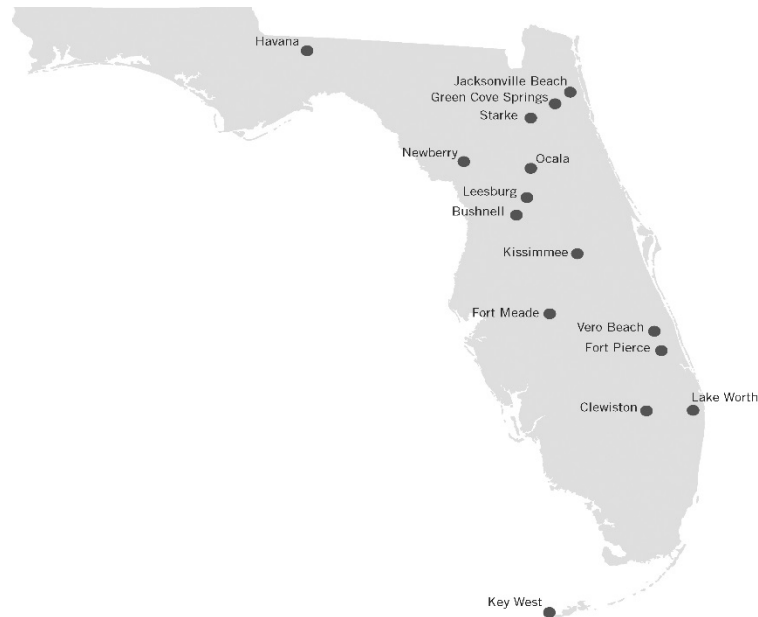 Havana
Jacksonville Beach
Green Cove Springs
Starke
Newberry
Ocala
Leesburg
Bushnell
Kissimmee
Fort Meade
Vero Beach
Fort Pierce
Clewiston
Lake Worth
Key West